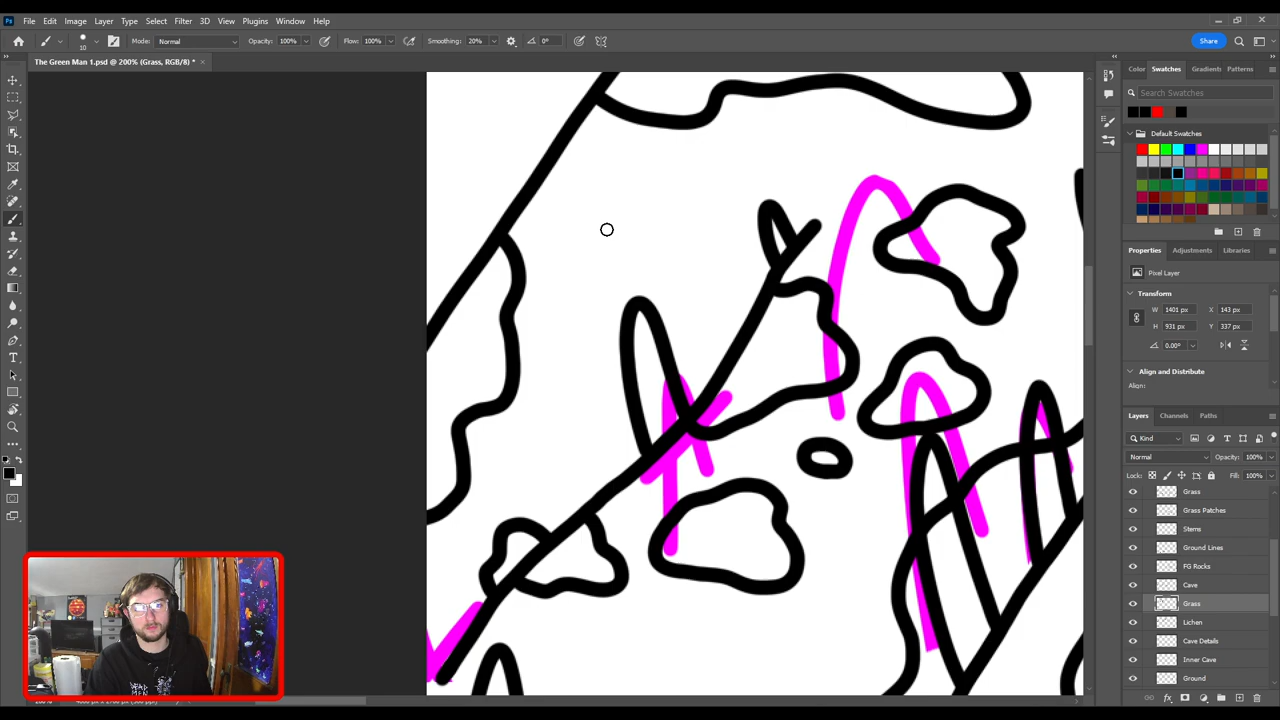 Ps File Edit Image Layer Type Select Filter 3D View Plugins Window Help
10 Mode: Normal Opacity: 100% Flow: 100% Smoothing: 20% 0° Share
The Green Man 1.psd @ 200% (Grass, RGB/8) *
Color Swatches Gradients Patterns
Search Swatches
Default Swatches
Properties Adjustments Libraries
Pixel Layer
Transform
W 1401 px X 143 px
H 931 px Y 337 px
0.00°
Align and Distribute
Align:
Layers Channels Paths
Kind
Normal Opacity: 100%
Lock: Fill: 100%
Grass
Grass Patches
Stems
Ground Lines
FG Rocks
Cave
Grass
Lichen
Cave Details
Inner Cave
Ground